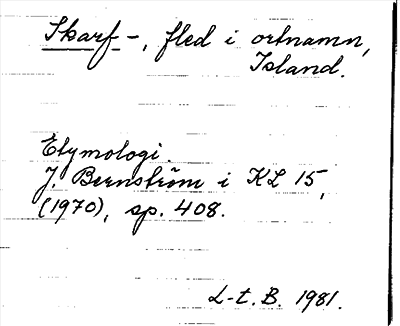 Skarf-, fled i ortnamn,
Island.
Etymologi.
J. Bernström i KL 15,
(1970), sp. 408.
L-t. B. 1981.